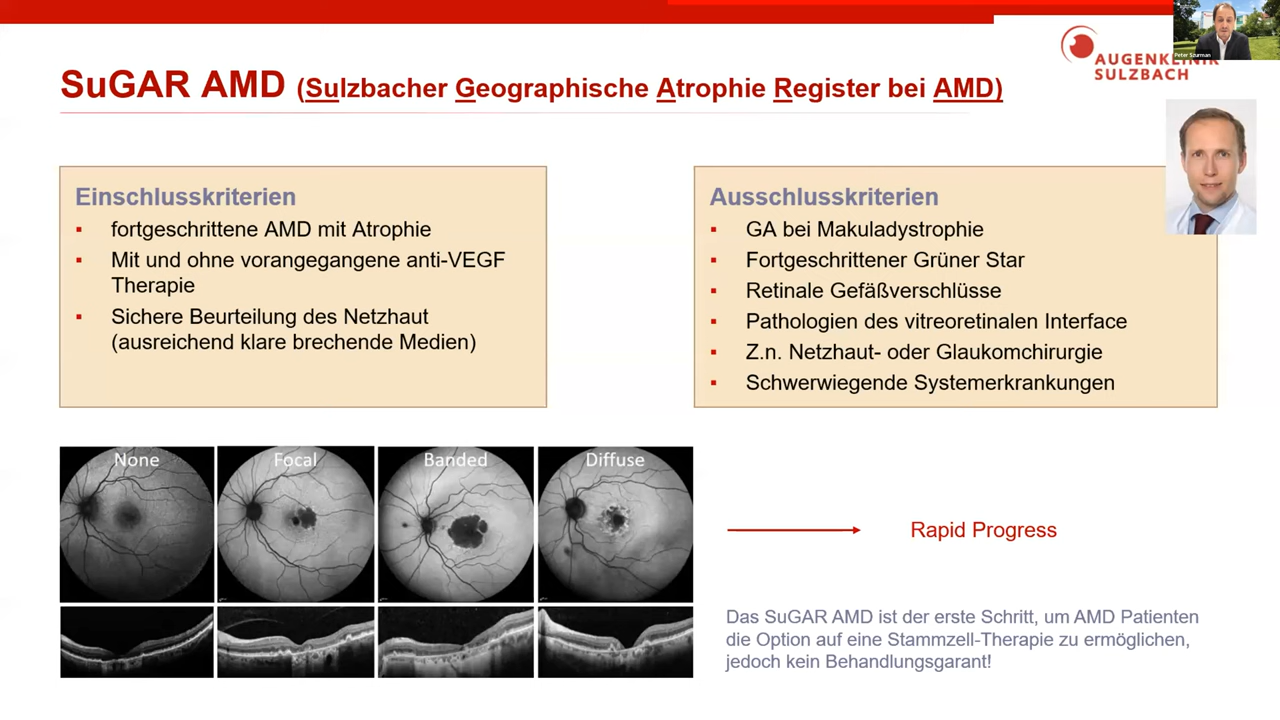 Peter Szurman
AUGENKLINIK
SULZBACH
SuGAR AMD (Sulzbacher Geographische Atrophie Register bei AMD)
Einschlusskriterien
▪ fortgeschrittene AMD mit Atrophie
▪ Mit und ohne vorangegangene anti-VEGF
Therapie
▪ Sichere Beurteilung des Netzhaut
(ausreichend klare brechende Medien)
Ausschlusskriterien
▪ GA bei Makuladystrophie
▪ Fortgeschrittener Grüner Star
▪ Retinale Gefäßverschlüsse
▪ Pathologien des vitreoretinalen Interface
▪ Z.n. Netzhaut- oder Glaukomchirurgie
▪ Schwerwiegende Systemerkrankungen
None
Focal
Banded
Diffuse
Rapid Progress
Das SuGAR AMD ist der erste Schritt, um AMD Patienten
die Option auf eine Stammzell-Therapie zu ermöglichen,
jedoch kein Behandlungsgarant!